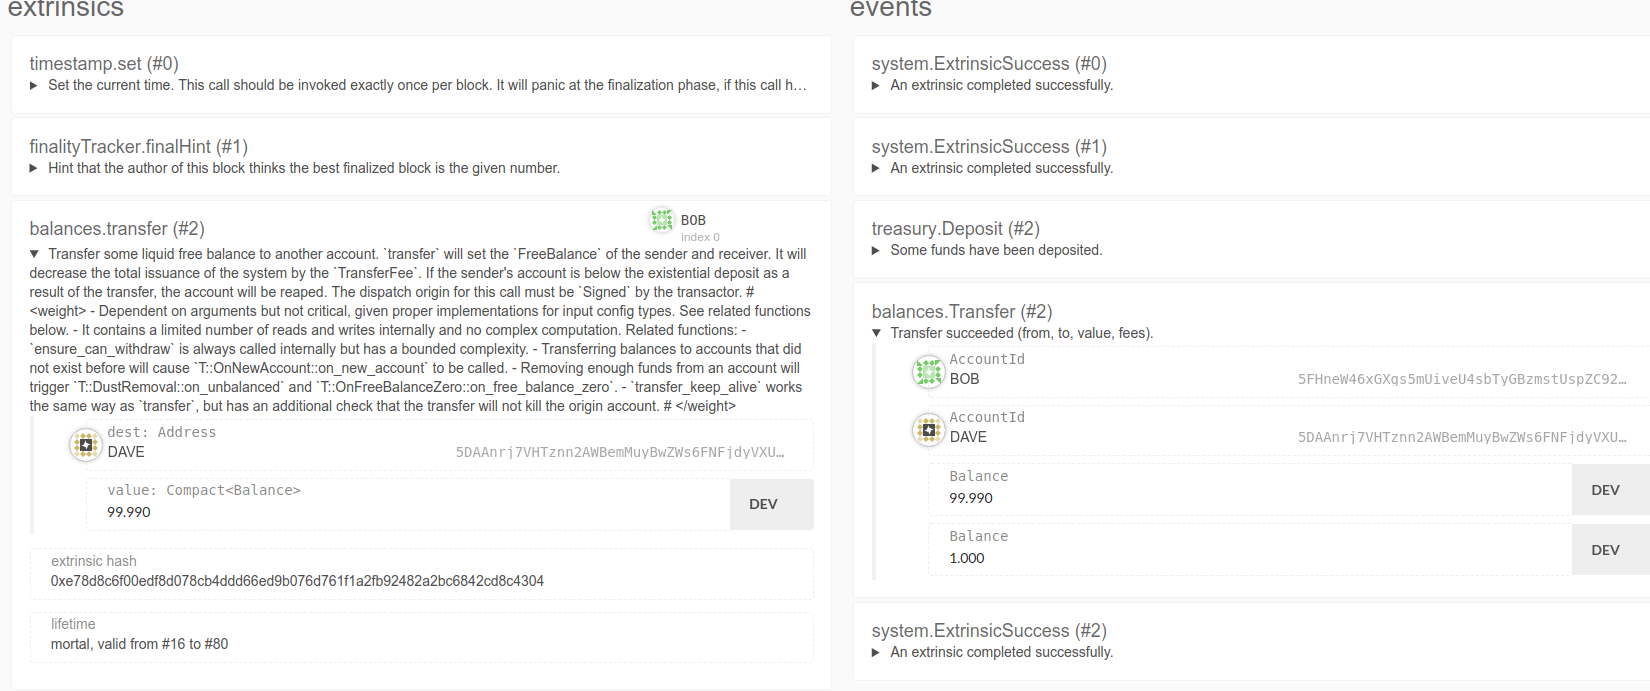 extrinsics
timestamp.set (#0)
Set the current time. This call should be invoked exactly once per block. It will panic at the finalization phase, if this call h…
finalityTracker.finalHint (#1)
Hint that the author of this block thinks the best finalized block is the given number.
balances.transfer (#2)
BOB
index 0
Transfer some liquid free balance to another account. `transfer` will set the `FreeBalance` of the sender and receiver. It will
decrease the total issuance of the system by the `TransferFee`. If the sender's account is below the existential deposit as a
result of the transfer, the account will be reaped. The dispatch origin for this call must be `Signed` by the transactor. #
<weight> - Dependent on arguments but not critical, given proper implementations for input config types. See related functions
below. - It contains a limited number of reads and writes internally and no complex computation. Related functions: -
`ensure_can_withdraw` is always called internally but has a bounded complexity. - Transferring balances to accounts that did
not exist before will cause `T::OnNewAccount::on_new_account` to be called. - Removing enough funds from an account will
trigger `T::DustRemoval::on_unbalanced` and `T::OnFreeBalanceZero::on_free_balance_zero`. - `transfer_keep_alive` works
the same way as `transfer`, but has an additional check that the transfer will not kill the origin account. # </weight>
dest: Address
DAVE
5DAAnrj7VHTznn2AWBemMuyBwZWs6FNFjdyVXU…
value: Compact<Balance>
99.990
DEV
extrinsic hash
0xe78d8c6f00edf8d078cb4ddd66ed9b076d761f1a2fb92482a2bc6842cd8c4304
lifetime
mortal, valid from #16 to #80
events
system.ExtrinsicSuccess (#0)
An extrinsic completed successfully.
system.ExtrinsicSuccess (#1)
An extrinsic completed successfully.
treasury.Deposit (#2)
Some funds have been deposited.
balances.Transfer (#2)
Transfer succeeded (from, to, value, fees).
AccountId
BOB
5FHneW46xGXgs5mUiveU4sbTyGBzmstUspZC92…
AccountId
DAVE
5DAAnrj7VHTznn2AWBemMuyBwZWs6FNFjdyVXU…
Balance
99.990
DEV
Balance
1.000
DEV
system.ExtrinsicSuccess (#2)
An extrinsic completed successfully.